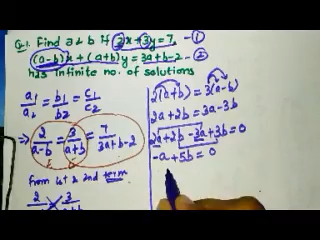 Q.1. Find a & b if 2x+3y=7, -①
(a-b)x+(a+b)y=3a+b-2 -②
has infinite no. of solutions
a1/a2 = b1/b2 = c1/c2
⇒ 2/(a-b) = 3/(a+b) = 7/(3a+b-2)
from 1st & 2nd term
2 3
a-b a+b
2(a+b) = 3(a-b)
2a+2b = 3a-3b
2a+2b-3a+3b=0
-a+5b=0